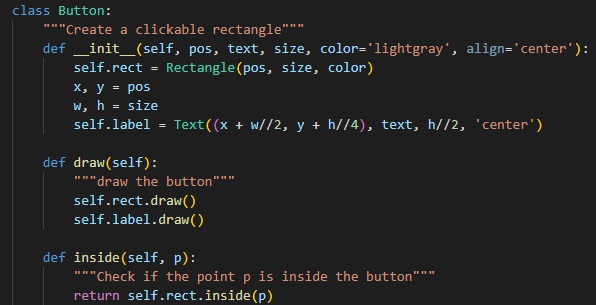 class Button:
    """Create a clickable rectangle"""
    def __init__(self, pos, text, size, color='lightgray', align='center'):
        self.rect = Rectangle(pos, size, color)
        x, y = pos
        w, h = size
        self.label = Text((x + w//2, y + h//4), text, h//2, 'center')

    def draw(self):
        """draw the button"""
        self.rect.draw()
        self.label.draw()

    def inside(self, p):
        """Check if the point p is inside the button"""
        return self.rect.inside(p)